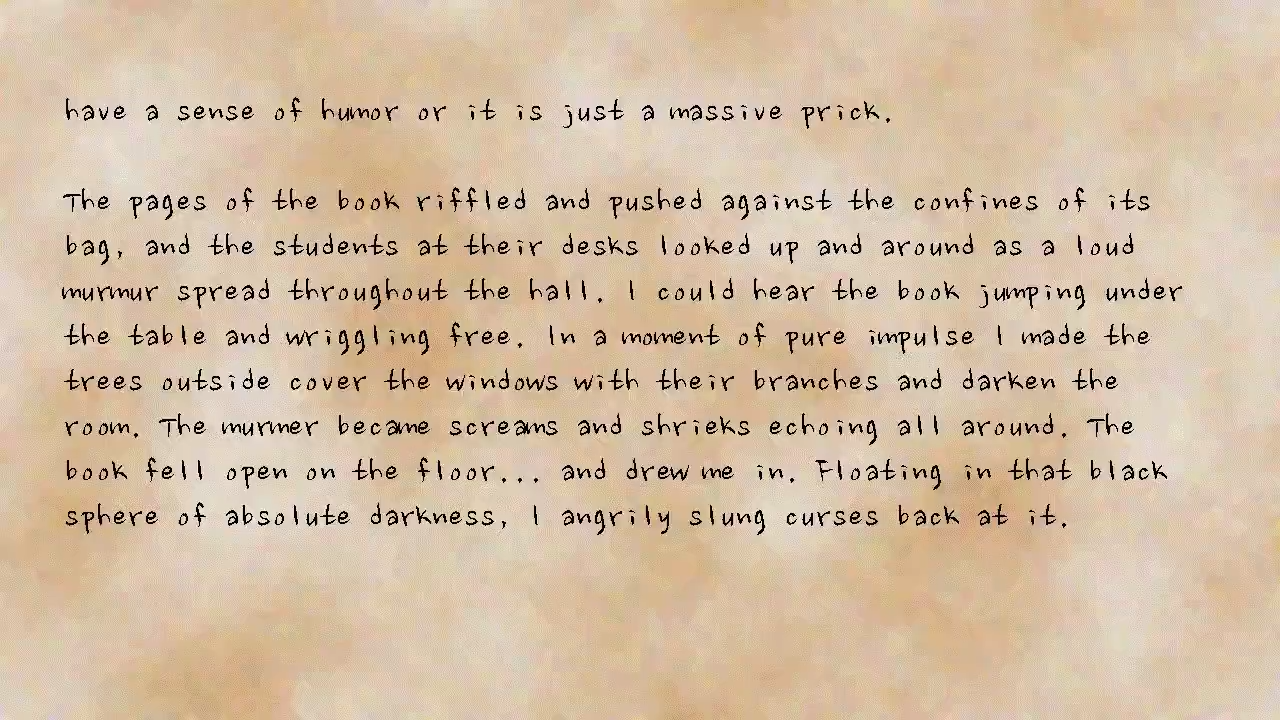 have a sense of humor or it is just a massive prick.
The pages of the book riffled and pushed against the confines of its
bag, and the students at their desks looked up and around as a loud
murmur spread throughout the hall. I could hear the book jumping under
the table and wriggling free. In a moment of pure impulse I made the
trees outside cover the windows with their branches and darken the
room. The murmer became screams and shrieks echoing all around. The
book fell open on the floor... and drew me in. Floating in that black
sphere of absolute darkness, I angrily slung curses back at it.